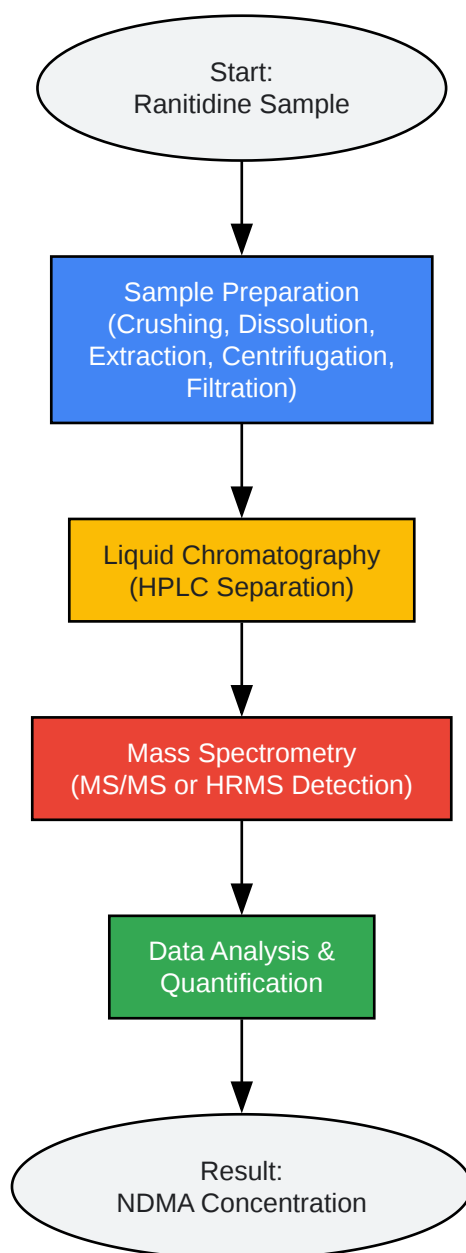 Start:
Ranitidine Sample
Sample Preparation
(Crushing, Dissolution,
Extraction, Centrifugation,
Filtration)
Liquid Chromatography
(HPLC Separation)
Mass Spectrometry
(MS/MS or HRMS Detection)
Data Analysis &
Quantification
Result:
NDMA Concentration